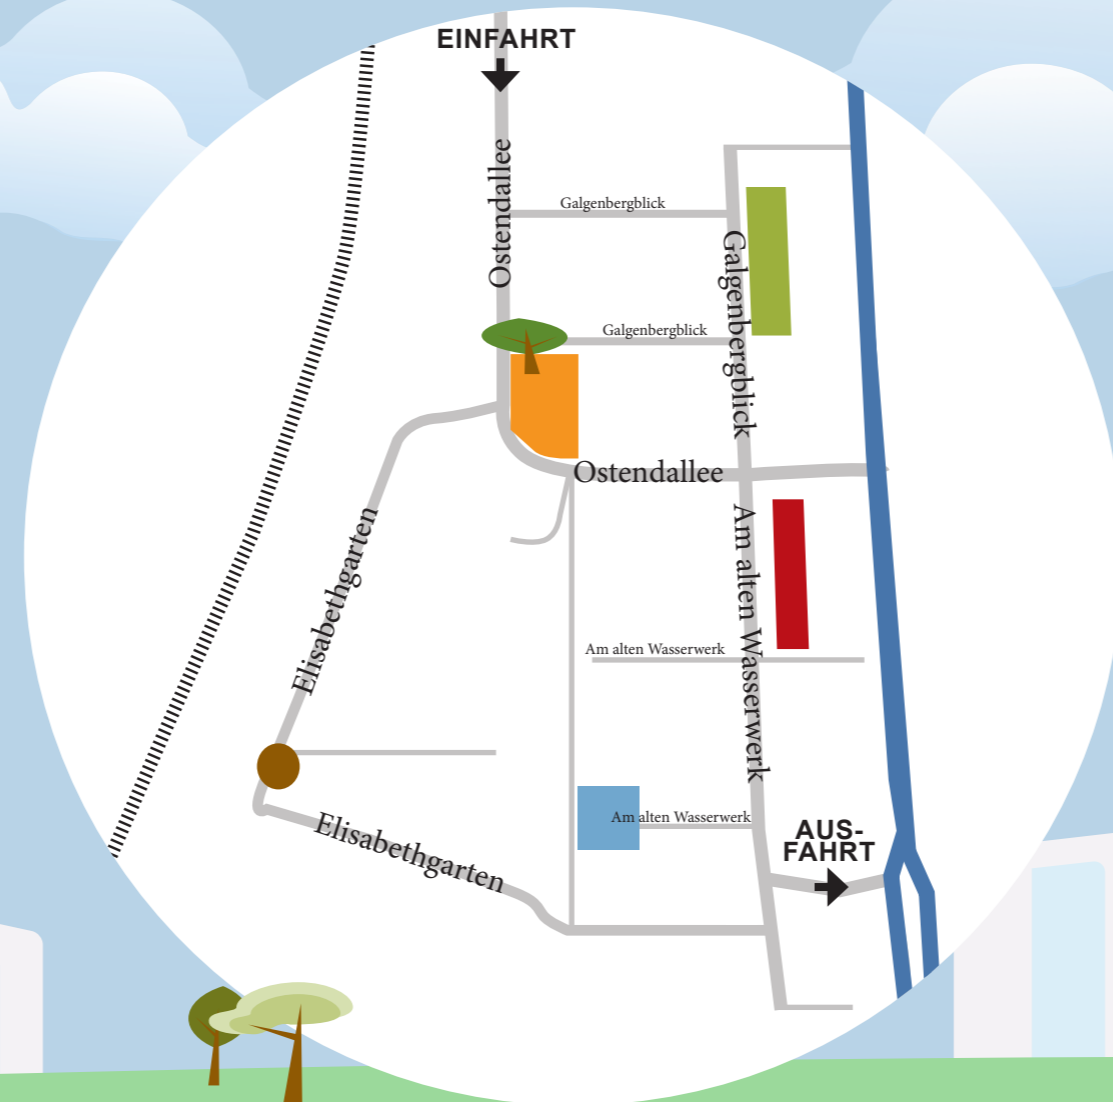 EINFAHRT
Ostendallee
Galgenbergblick
Galgenbergblick
Galgenbergblick
Ostendallee
Elisabethgarten
Am alten Wasserwerk
Am alten Wasserwerk
Am alten Wasserwerk
Elisabethgarten
AUS-
FAHRT